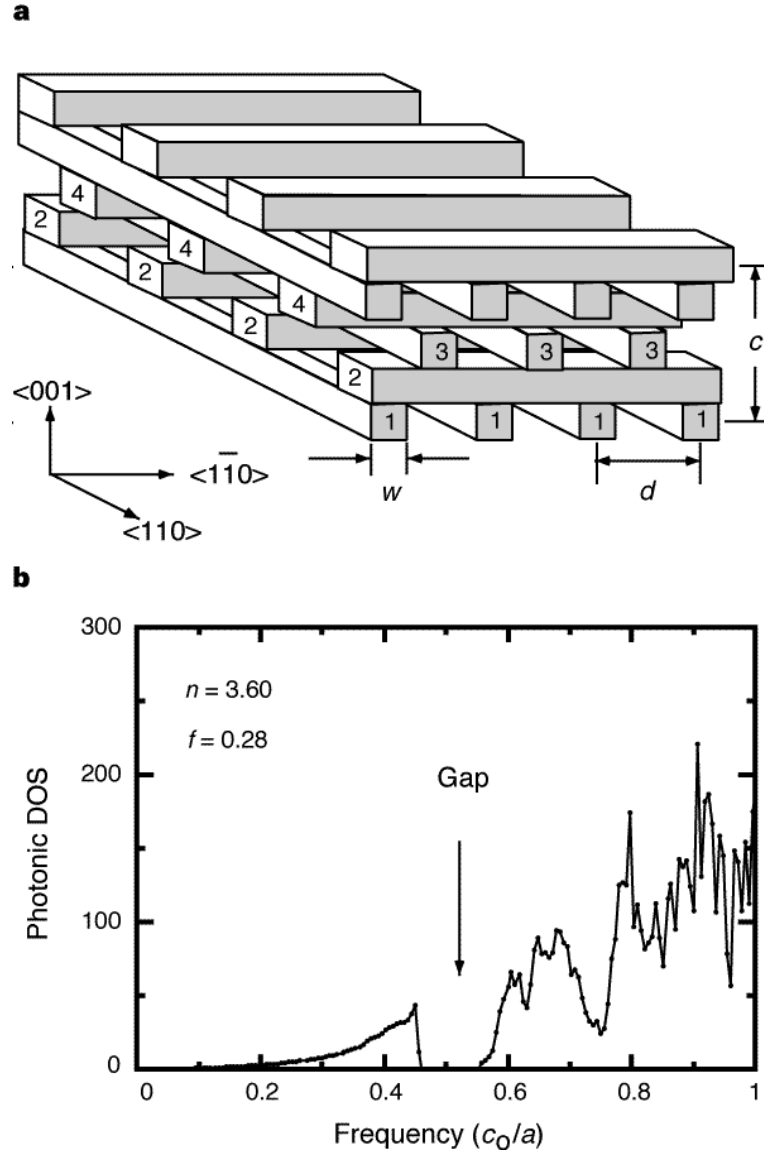 a
4
2
4
2
4
c
2
3
3
3
2
<001>
1
1
1
1
<11̅0>
w
d
<110>
b
300
n = 3.60
f = 0.28
200
Gap
Photonic DOS
100
0
0 0.2 0.4 0.6 0.8 1
Frequency (c₀/a)